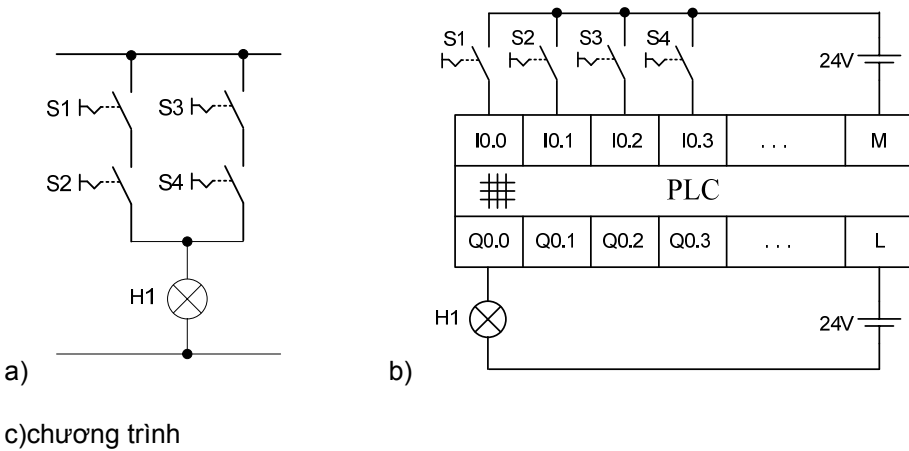 S1
S3
S2
S4
H1
a)
S1 S2 S3 S4
24V
I0.0 I0.1 I0.2 I0.3 . . . M
PLC
Q0.0 Q0.1 Q0.2 Q0.3 . . . L
H1
24V
b)
c)chương trình